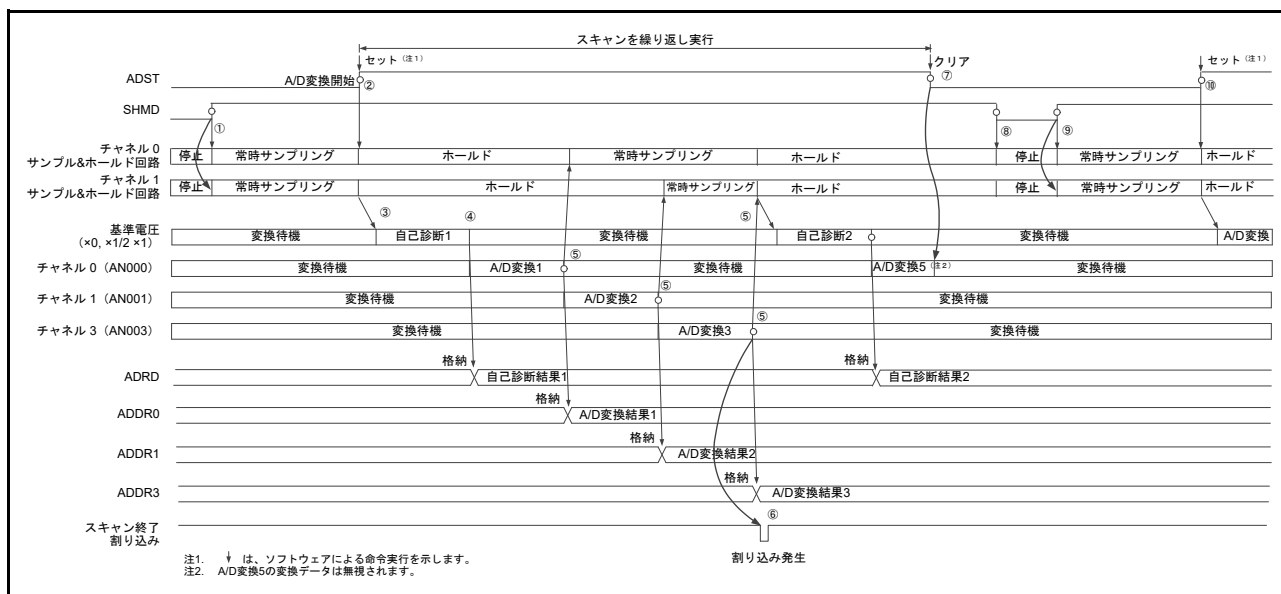 スキャンを繰り返し実行
セット（注1）
クリア
セット（注1）
ADST
A/D変換開始
②
⑦
⑩
SHMD
①
⑧
⑨
チャネル 0
サンプル&ホールド回路
停止
常時サンプリング
ホールド
常時サンプリング
ホールド
停止
常時サンプリング
ホールド
チャネル 1
サンプル&ホールド回路
停止
常時サンプリング
ホールド
常時サンプリング
ホールド
停止
常時サンプリング
ホールド
③
④
⑤
基準電圧
（×0, ×1/2 ×1）
変換待機
自己診断1
変換待機
自己診断2
変換待機
A/D変換
⑤
チャネル 0（AN000）
変換待機
A/D変換1
変換待機
A/D変換5（注2）
変換待機
⑤
チャネル 1（AN001）
変換待機
A/D変換2
変換待機
⑤
チャネル 3（AN003）
変換待機
A/D変換3
変換待機
格納
格納
ADRD
自己診断結果1
自己診断結果2
格納
ADDR0
A/D変換結果1
格納
ADDR1
A/D変換結果2
格納
ADDR3
A/D変換結果3
⑥
スキャン終了
割り込み
割り込み発生
注1. ↓ は、ソフトウェアによる命令実行を示します。
注2. A/D変換5の変換データは無視されます。